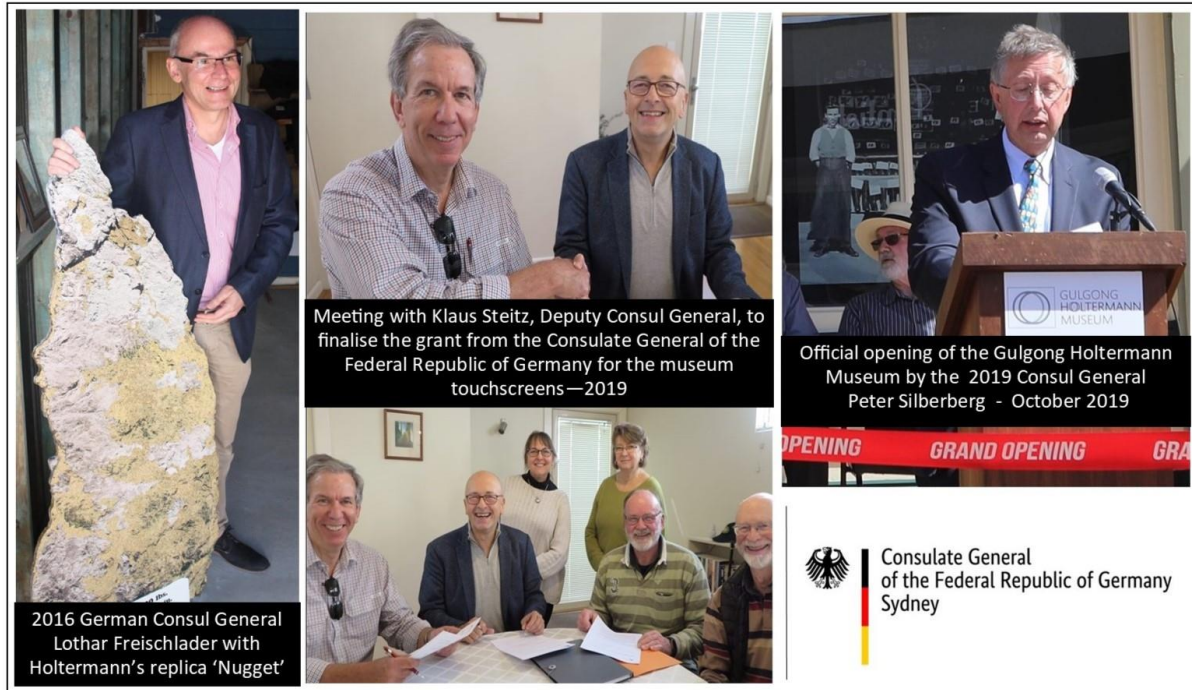 2016 German Consul General
Lothar Freischlader with
Holtermann's replica 'Nugget'
Meeting with Klaus Steitz, Deputy Consul General, to
finalise the grant from the Consulate General of the
Federal Republic of Germany for the museum
touchscreens—2019
GULGONG
HOLTERMANN
MUSEUM
Official opening of the Gulgong Holtermann
Museum by the 2019 Consul General
Peter Silberberg - October 2019
OPENING GRAND OPENING GRA
Consulate General
of the Federal Republic of Germany
Sydney